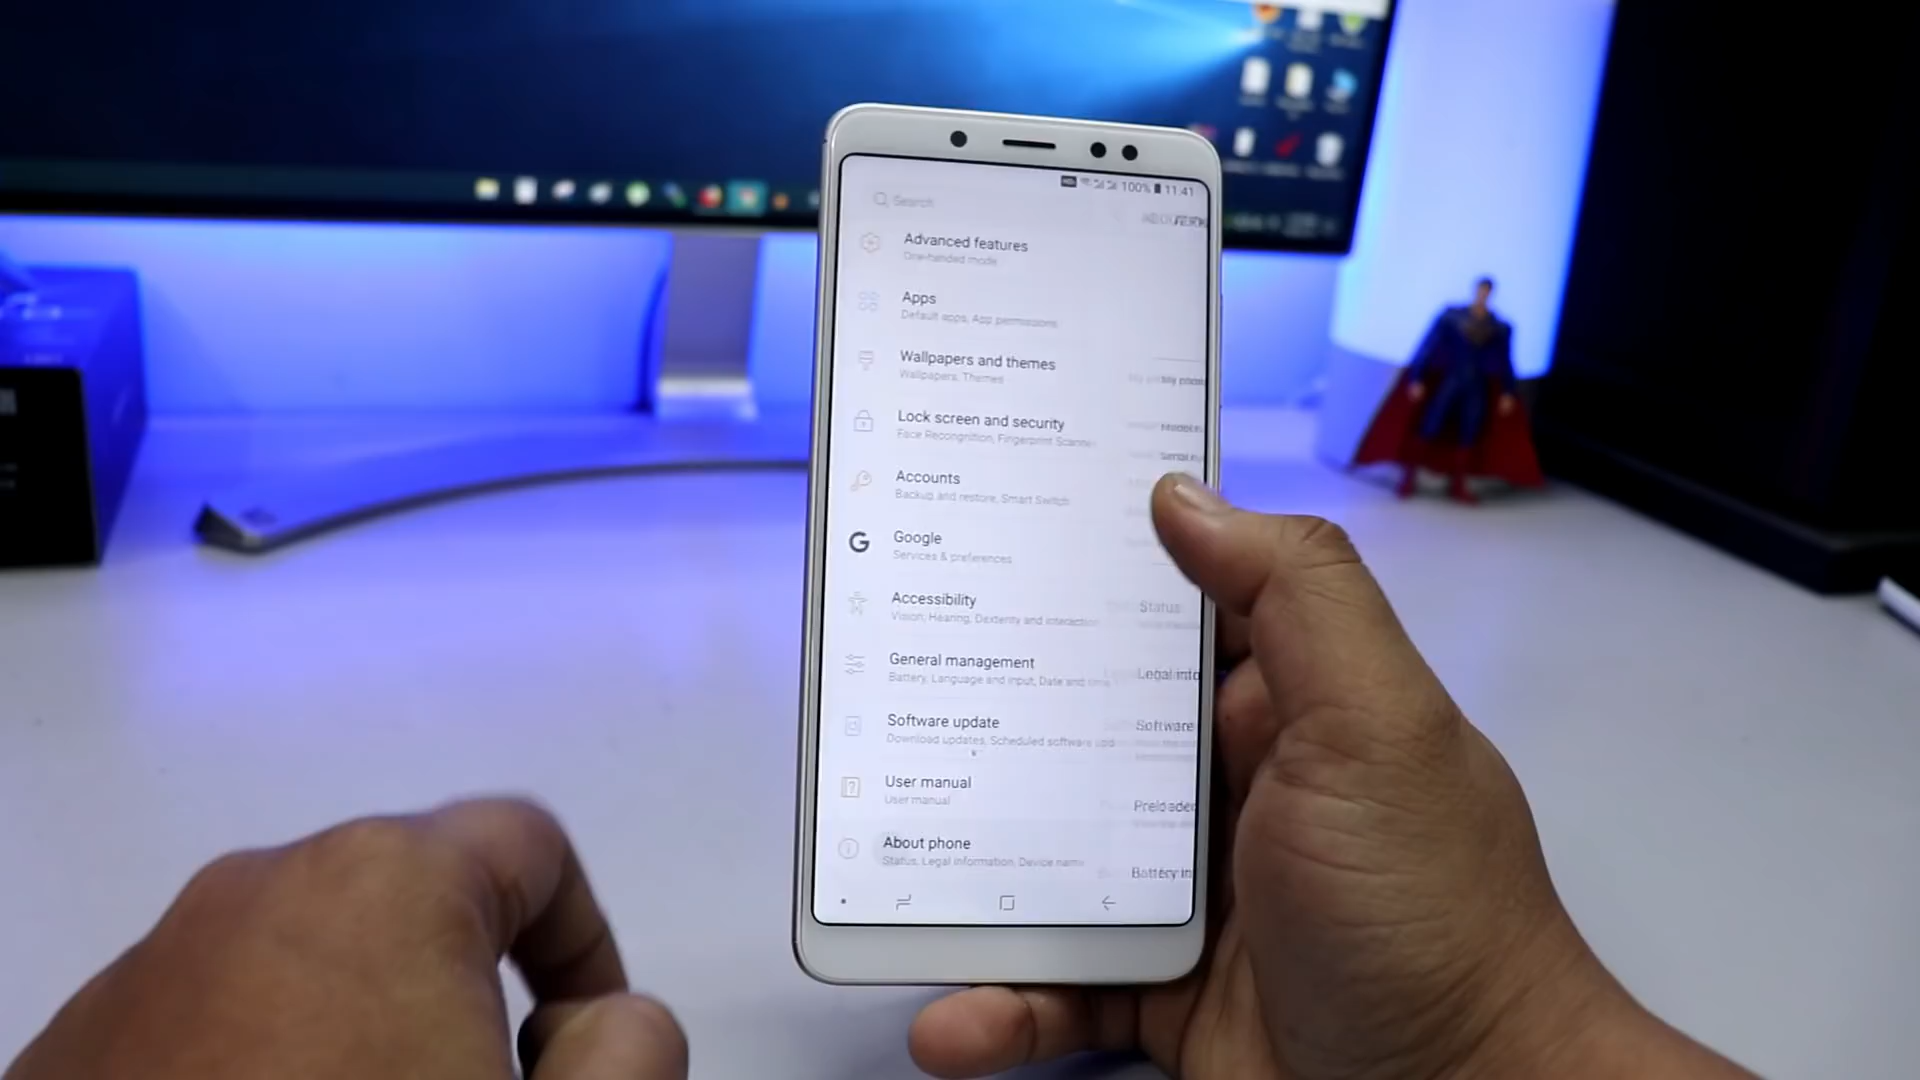 100% 11:41
Search
Advanced features
One-handed mode
Apps
Default apps, App permissions
Wallpapers and themes
Wallpapers, Themes
Lock screen and security
Face Recongnition, Fingerprint Scanne
Accounts
Backup and restore, Smart Switch
Google
Services & preferences
Accessibility
Vision, Hearing, Dexterity and interaction
Status
General management
Battery, Language and input, Date and time
Legal info
Software update
Download updates, Scheduled software upd
Software
User manual
User manual
Preloaded
About phone
Status, Legal information, Device name
Battery in